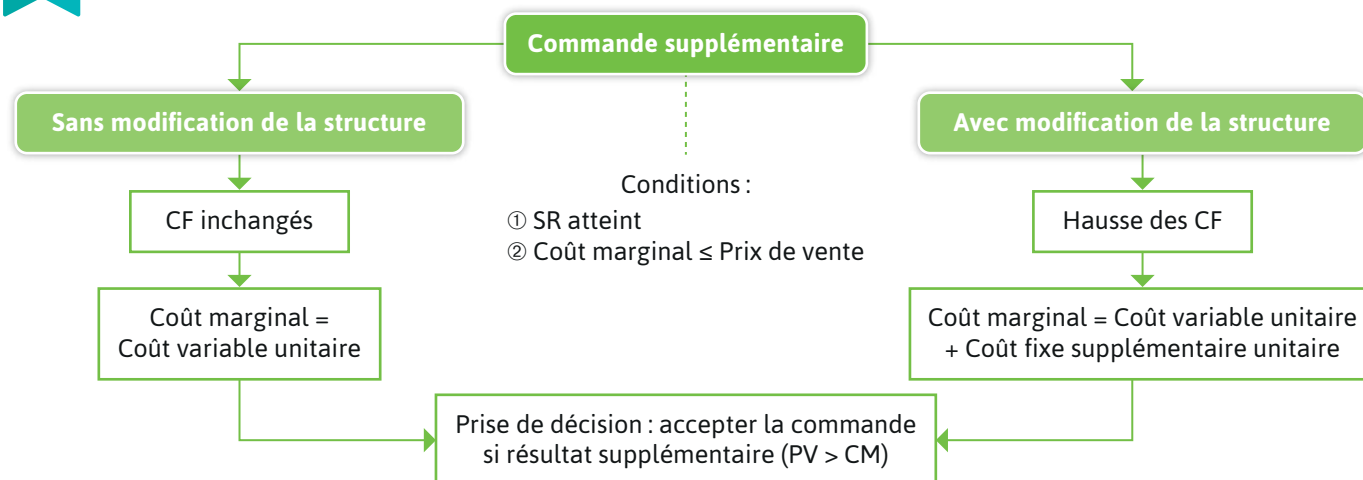 Commande supplémentaire
Sans modification de la structure
Avec modification de la structure
Conditions :
① SR atteint
② Coût marginal ≤ Prix de vente
CF inchangés
Hausse des CF
Coût marginal =
Coût variable unitaire
Coût marginal = Coût variable unitaire
+ Coût fixe supplémentaire unitaire
Prise de décision : accepter la commande
si résultat supplémentaire (PV > CM)